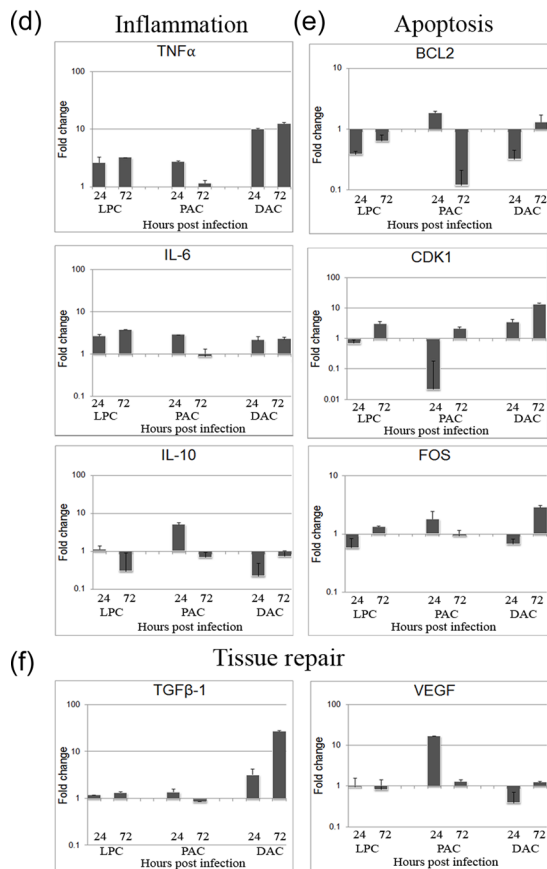 (d) Inflammation
TNFα
Fold change
100
10
1
24 72 24 72 24 72
LPC PAC DAC
Hours post infection
IL-6
Fold change
100
10
1
0.1
24 72 24 72 24 72
LPC PAC DAC
Hours post infection
IL-10
Fold change
100
10
1
0.1
24 72 24 72 24 72
LPC PAC DAC
Hours post infection
(e) Apoptosis
BCL2
Fold change
10
1
0.1
24 72 24 72 24 72
LPC PAC DAC
Hours post infection
CDK1
Fold change
100
10
1
0.1
0.01
24 72 24 72 24 72
LPC PAC DAC
Hours post infection
FOS
Fold change
10
1
0.1
24 72 24 72 24 72
LPC PAC DAC
Hours post infection
(f) Tissue repair
TGFβ-1
Fold change
100
10
1
0.1
24 72 24 72 24 72
LPC PAC DAC
Hours post infection
VEGF
Fold change
100
10
1
0.1
24 72 24 72 24 72
LPC PAC DAC
Hours post infection